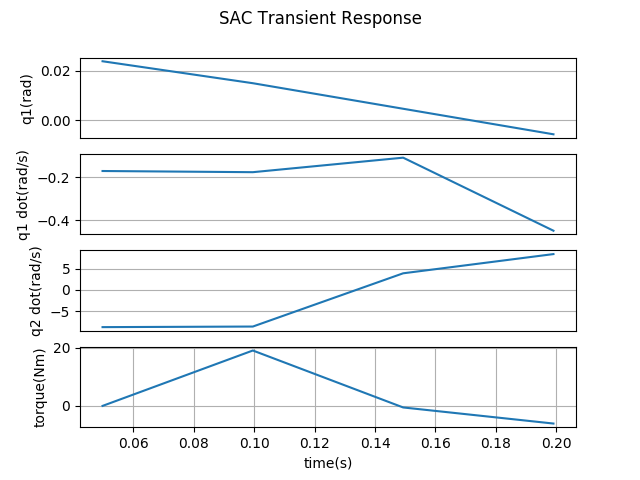 SAC Transient Response
q1(rad)
0.02
0.00
q1 dot(rad/s)
−0.2
−0.4
q2 dot(rad/s)
5
0
−5
torque(Nm)
20
0
0.06 0.08 0.10 0.12 0.14 0.16 0.18 0.20
time(s)